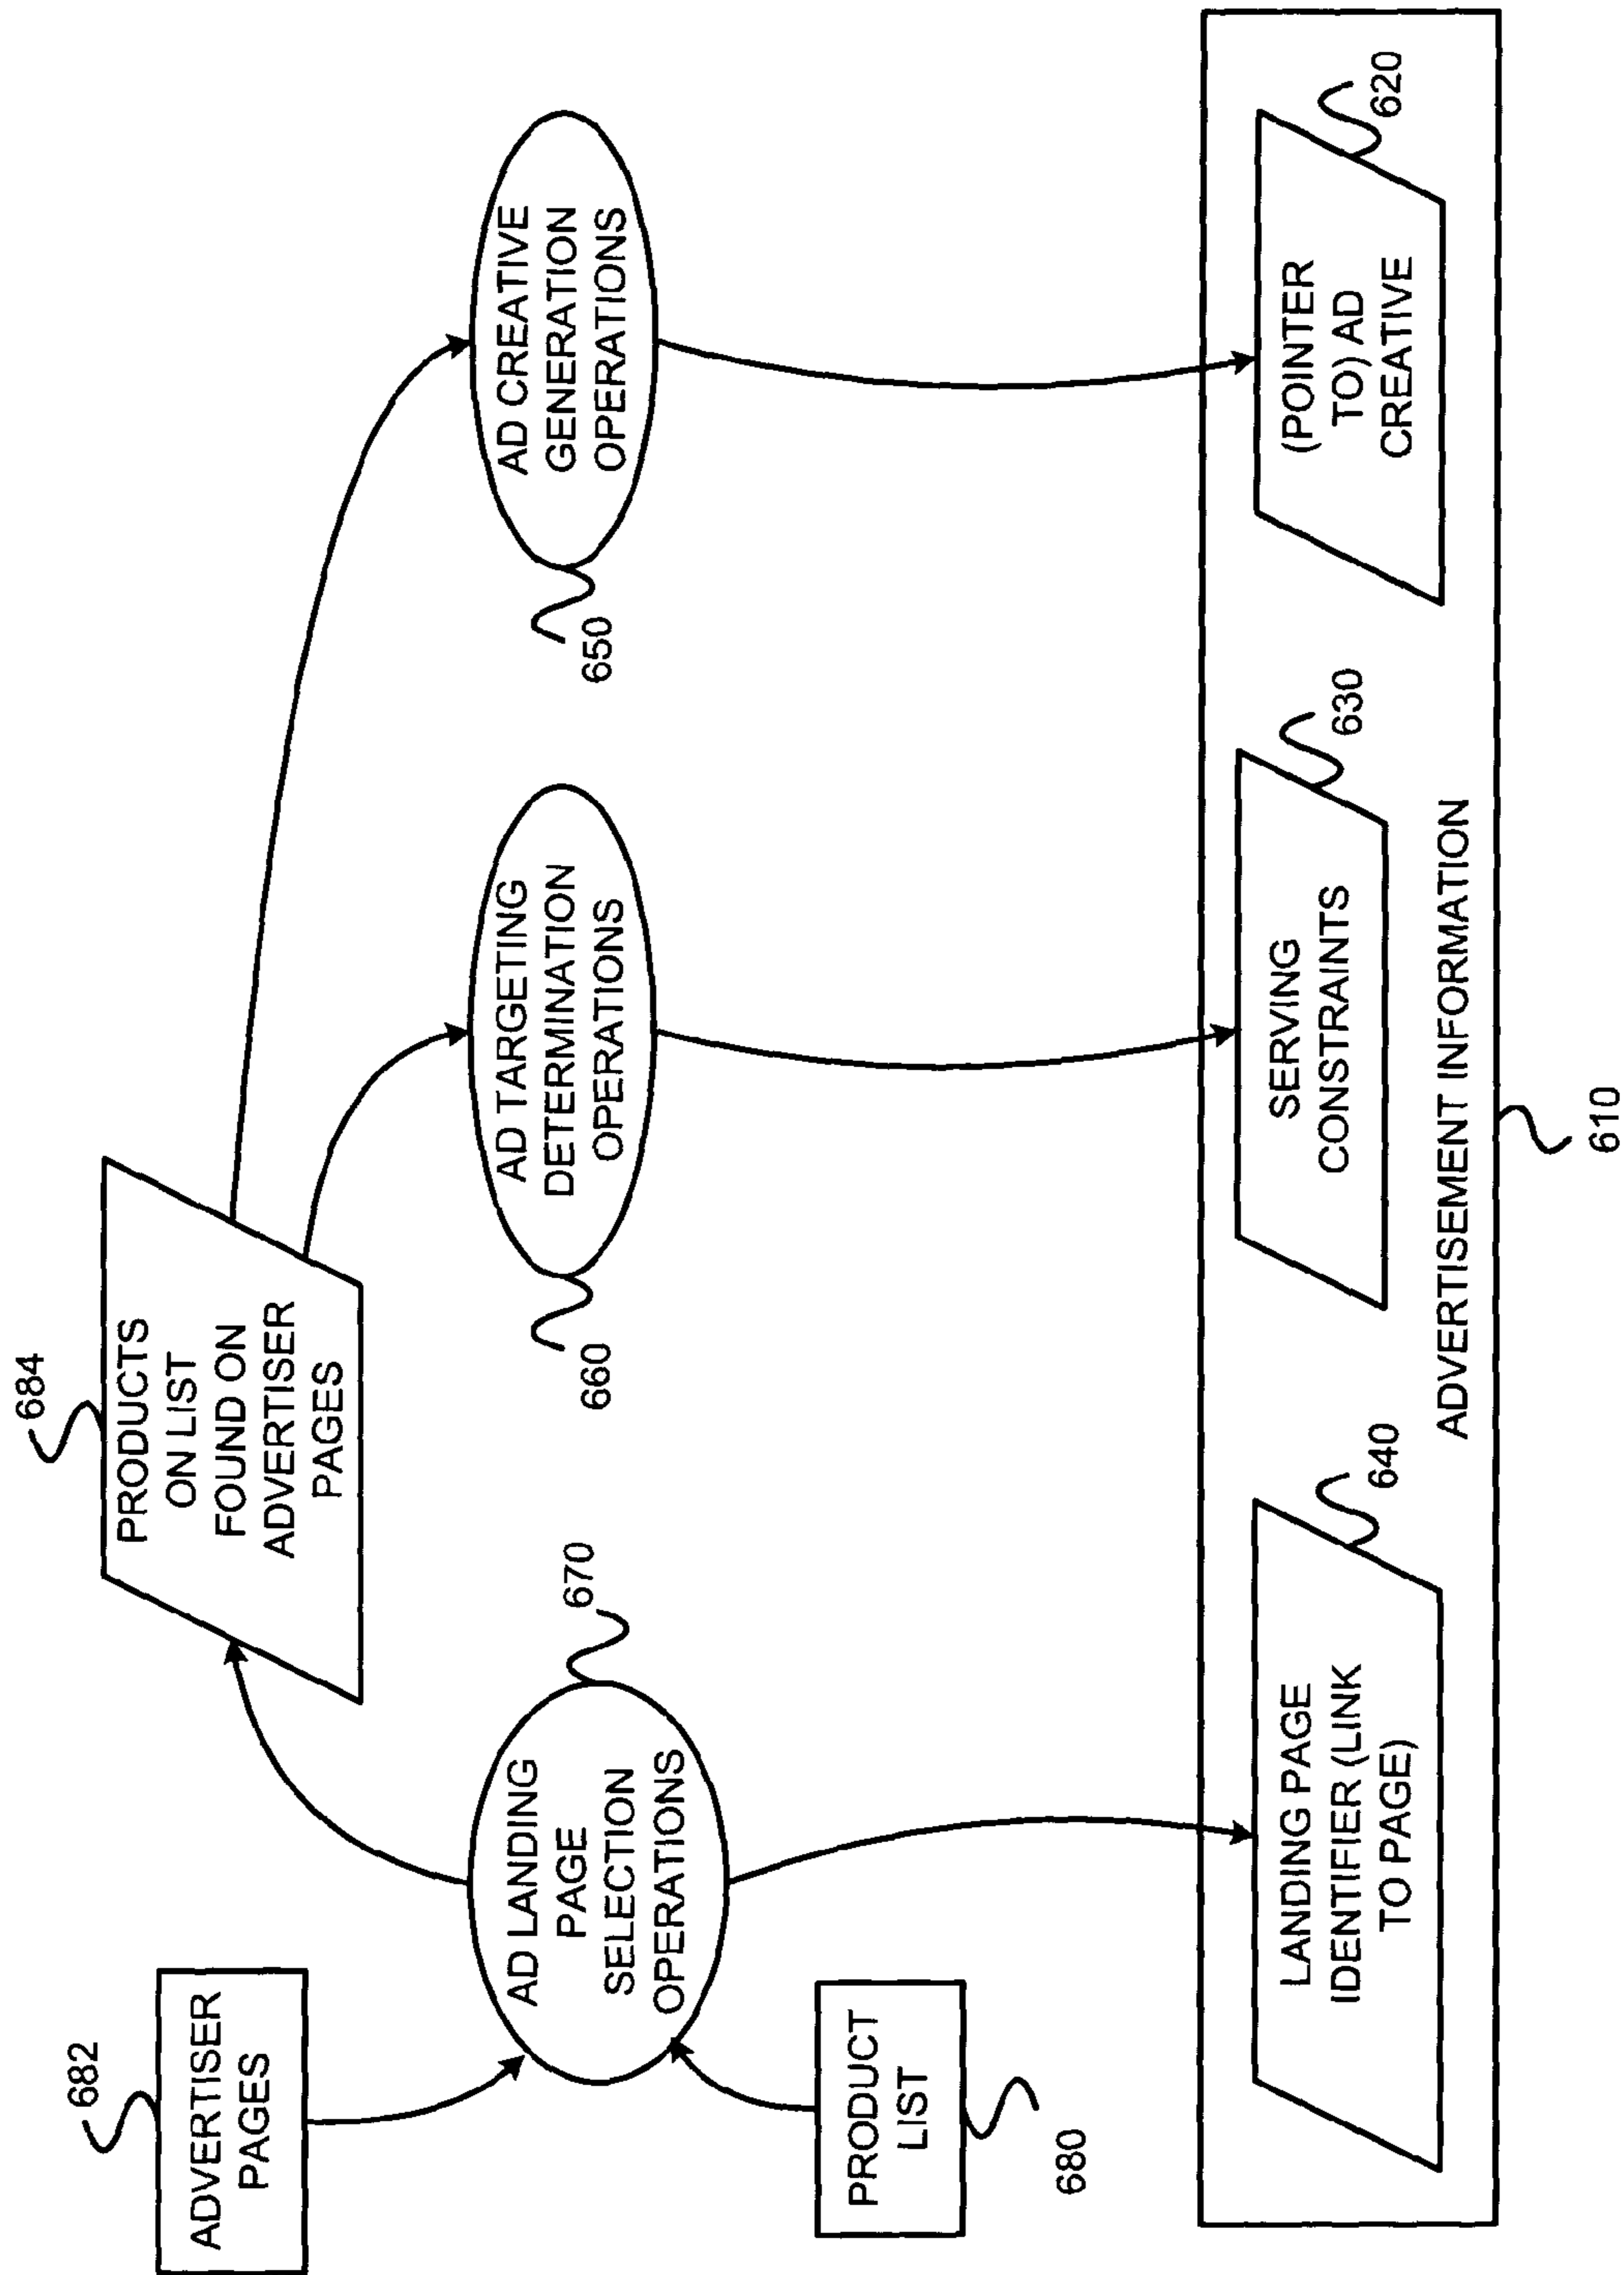 682
ADVERTISER
PAGES
684
PRODUCTS
ON LIST
FOUND ON
ADVERTISER
PAGES
670
AD LANDING
PAGE
SELECTION
OPERATIONS
660
AD TARGETING
DETERMINATION
OPERATIONS
650
AD CREATIVE
GENERATION
OPERATIONS
PRODUCT
LIST
680
640
LANDING PAGE
IDENTIFIER (LINK
TO PAGE)
630
SERVING
CONSTRAINTS
620
(POINTER
TO) AD
CREATIVE
ADVERTISEMENT INFORMATION
610